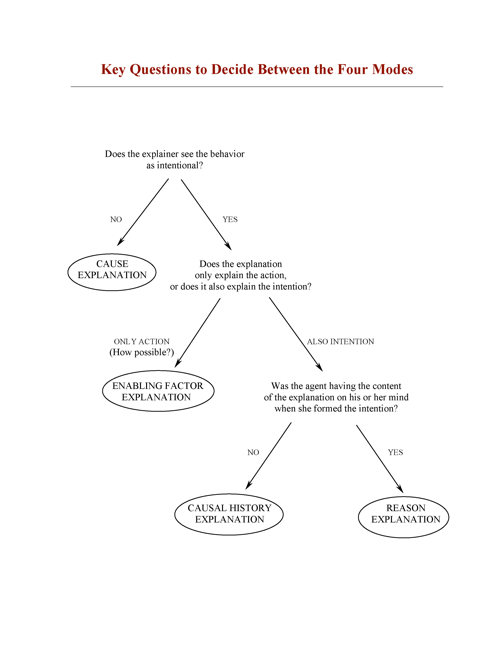 Key Questions to Decide Between the Four Modes
Does the explainer see the behavior
as intentional?
NO
YES
CAUSE
EXPLANATION
Does the explanation
only explain the action,
or does it also explain the intention?
ONLY ACTION
(How possible?)
ALSO INTENTION
ENABLING FACTOR
EXPLANATION
Was the agent having the content
of the explanation on his or her mind
when she formed the intention?
NO
YES
CAUSAL HISTORY
EXPLANATION
REASON
EXPLANATION